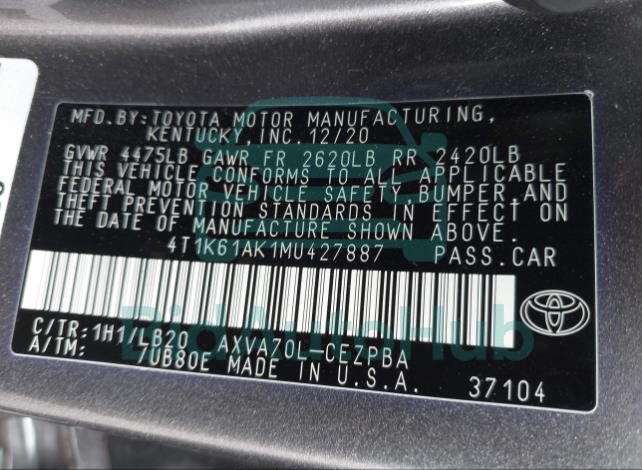 MFD.BY:TOYOTA MOTOR MANUFACTURING,
KENTUCKY,INC.12/20
GVWR 4475LB GAWR FR 2620LB RR 2420LB
THIS VEHICLE CONFORMS TO ALL APPLICABLE
FEDERAL MOTOR VEHICLE SAFETY,BUMPER,AND
THEFT PREVENTION STANDARDS IN EFFECT ON
THE DATE OF MANUFACTURE SHOWN ABOVE.
4T1K61AK1MU427887 PASS.CAR
C/TR:1H1/LB20 AXVA70L-CEZPBA
A/TM: 7UB80E MADE IN U.S.A. 37104
BidAutoHub